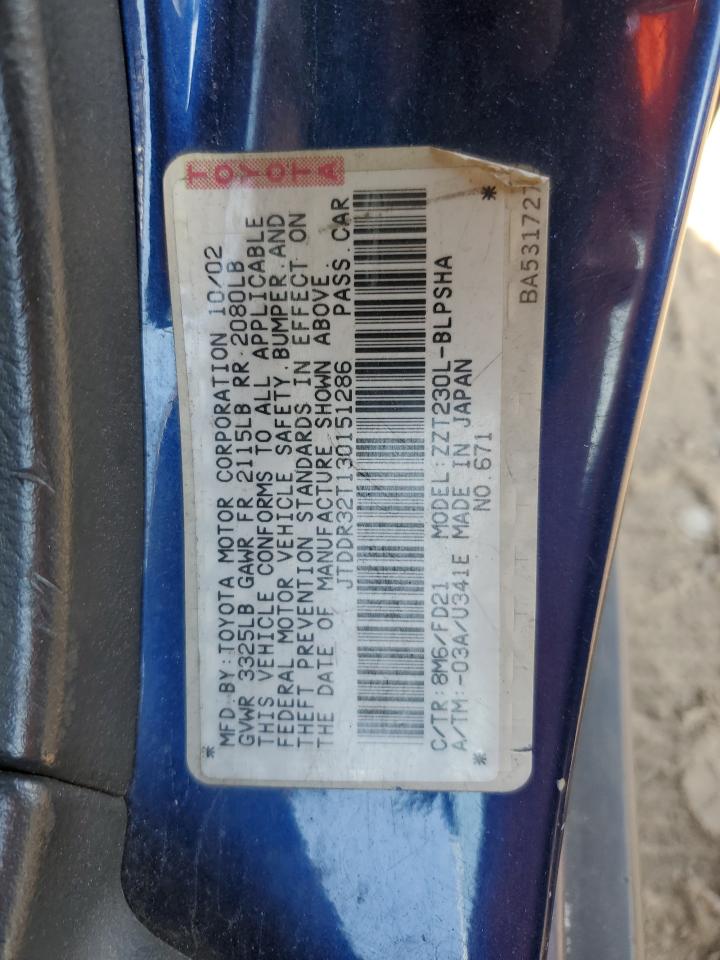 TOYOTA
* MFD.BY:TOYOTA MOTOR CORPORATION 10/02
GVWR 3325LB GAWR FR 2115LB RR 2080LB
THIS VEHICLE CONFORMS TO ALL APPLICABLE
FEDERAL MOTOR VEHICLE SAFETY,BUMPER,AND
THEFT PREVENTION STANDARDS IN EFFECT ON
THE DATE OF MANUFACTURE SHOWN ABOVE.
JTDDR32T130151286 PASS.CAR
C/TR:8M6/FD21 MODEL:ZZT230L-BLPSHA
A/TM:-03A/U341E MADE IN JAPAN *
* NO.671
BA53172